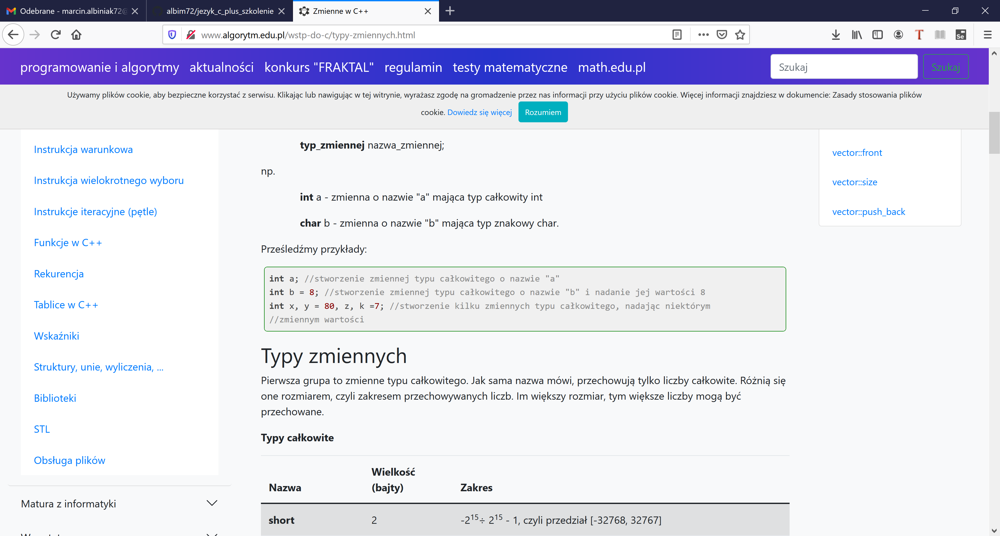 Odebrane - marcin.albiniak72@
albim72/jezyk_c_plus_szkolenie
Zmienne w C++
www.algorytm.edu.pl/wstp-do-c/typy-zmiennych.html
programowanie i algorytmy aktualności konkurs "FRAKTAL" regulamin testy matematyczne math.edu.pl
Szukaj
Szukaj
Używamy plików cookie, aby bezpieczne korzystać z serwisu. Klikając lub nawigując w tej witrynie, wyrażasz zgodę na gromadzenie przez nas informacji przy użyciu plików cookie. Więcej informacji znajdziesz w dokumencie: Zasady stosowania plików
cookie. Dowiedz się więcej Rozumiem
Instrukcja warunkowa
Instrukcja wielokrotnego wyboru
Instrukcje iteracyjne (pętle)
Funkcje w C++
Rekurencja
Tablice w C++
Wskaźniki
Struktury, unie, wyliczenia, ...
Biblioteki
STL
Obsługa plików
Matura z informatyki
typ_zmiennej nazwa_zmiennej;
np.
int a - zmienna o nazwie "a" mająca typ całkowity int
char b - zmienna o nazwie "b" mająca typ znakowy char.
Prześledźmy przykłady:
int a; //stworzenie zmiennej typu całkowitego o nazwie "a"
int b = 8; //stworzenie zmiennej typu całkowitego o nazwie "b" i nadanie jej wartości 8
int x, y = 80, z, k =7; //stworzenie kilku zmiennych typu całkowitego, nadając niektórym
//zmiennym wartości
Typy zmiennych
Pierwsza grupa to zmienne typu całkowitego. Jak sama nazwa mówi, przechowują tylko liczby całkowite. Różnią się
one rozmiarem, czyli zakresem przechowywanych liczb. Im większy rozmiar, tym większe liczby mogą być
przechowane.
Typy całkowite
Nazwa Wielkość (bajty) Zakres
short 2 -2^15÷ 2^15 - 1, czyli przedział [-32768, 32767]
vector::front
vector::size
vector::push_back
T
Se